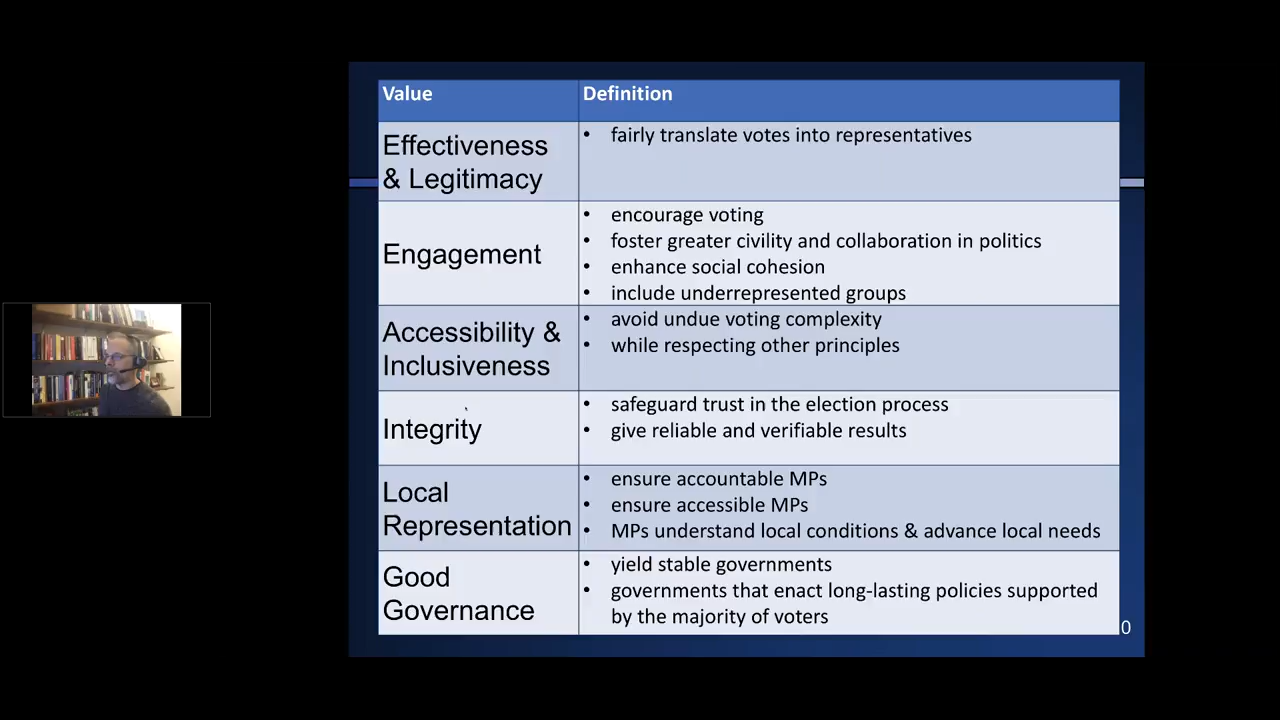 Value
Definition
Effectiveness
& Legitimacy
• fairly translate votes into representatives
Engagement
• encourage voting
• foster greater civility and collaboration in politics
• enhance social cohesion
• include underrepresented groups
Accessibility &
Inclusiveness
• avoid undue voting complexity
• while respecting other principles
Integrity
• safeguard trust in the election process
• give reliable and verifiable results
Local
Representation
• ensure accountable MPs
• ensure accessible MPs
• MPs understand local conditions & advance local needs
Good
Governance
• yield stable governments
• governments that enact long-lasting policies supported
by the majority of voters
0